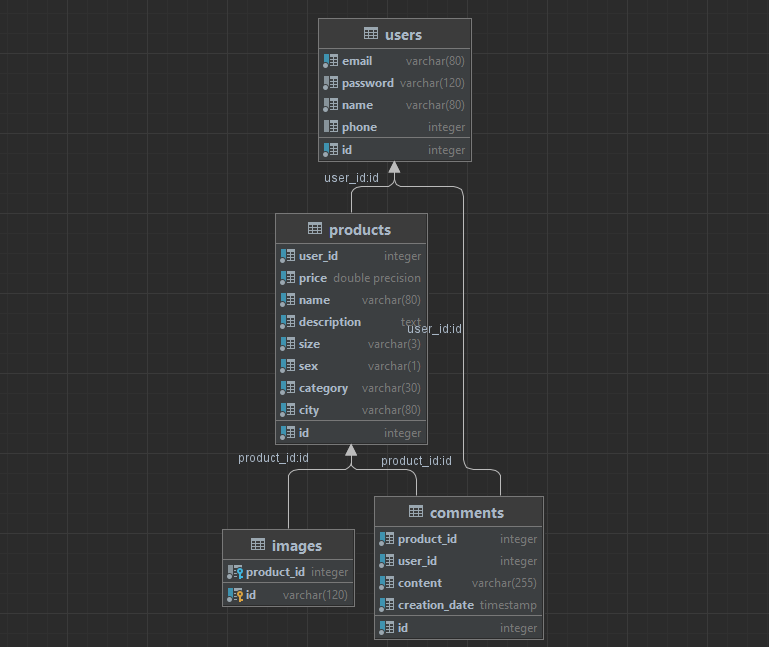 users
email varchar(80)
password varchar(120)
name varchar(80)
phone integer
id integer
user_id:id
products
user_id integer
price double precision
name varchar(80)
description text
user_id:id
size varchar(3)
sex varchar(1)
category varchar(30)
city varchar(80)
id integer
product_id:id
product_id:id
comments
product_id integer
user_id integer
content varchar(255)
creation_date timestamp
id integer
images
product_id integer
id varchar(120)